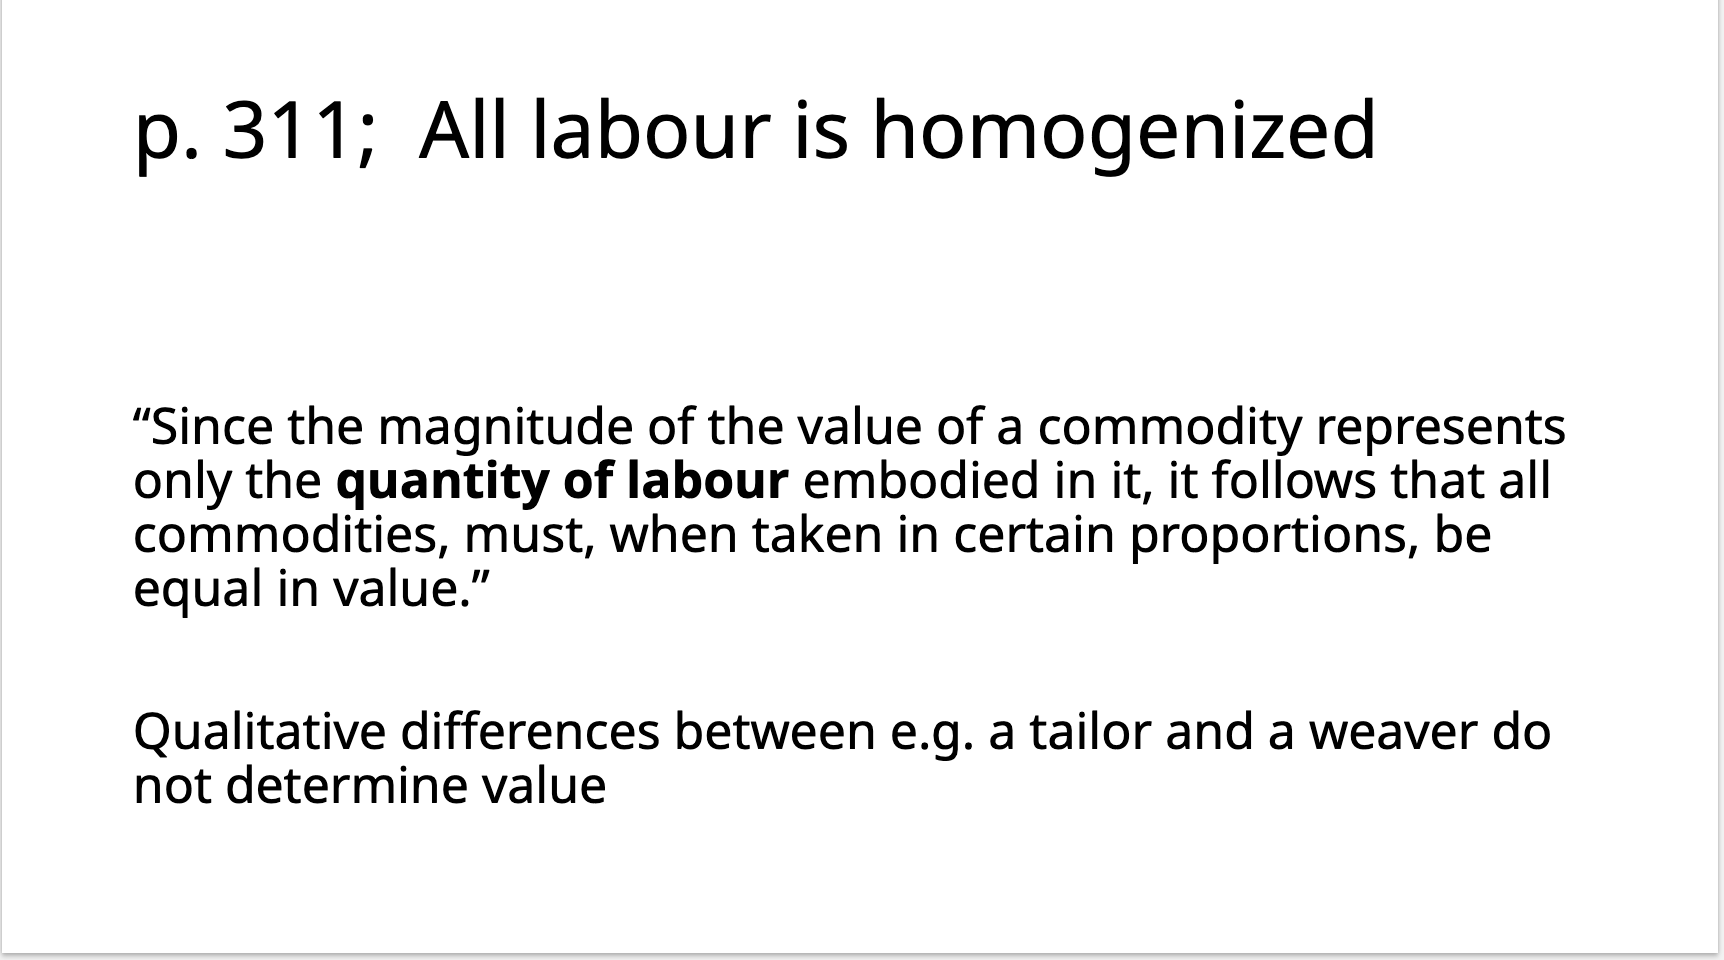 p. 311;  All labour is homogenized
“Since the magnitude of the value of a commodity represents
only the quantity of labour embodied in it, it follows that all
commodities, must, when taken in certain proportions, be
equal in value.”
Qualitative differences between e.g. a tailor and a weaver do
not determine value